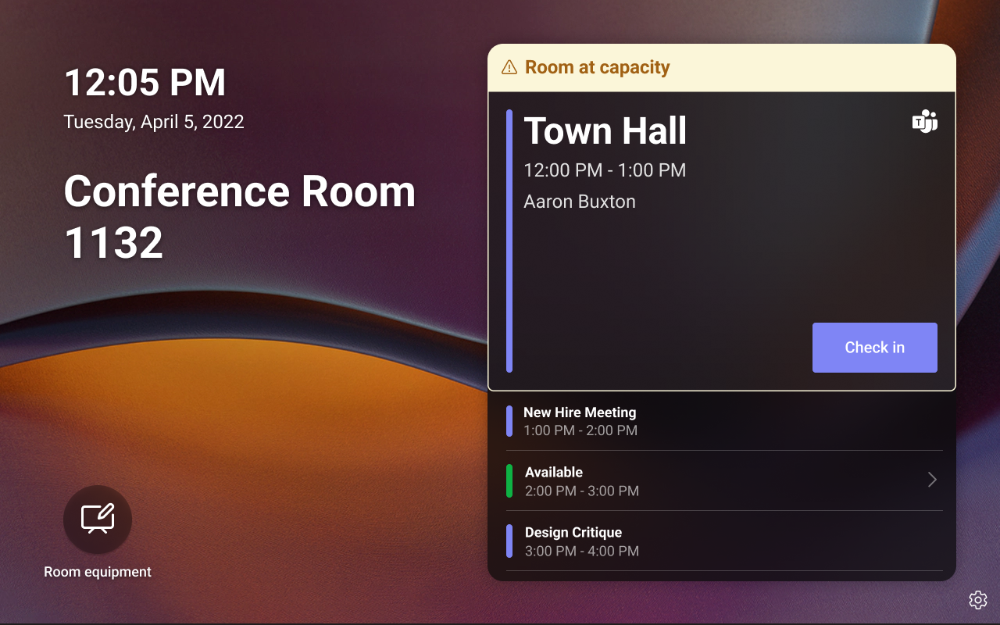 12:05 PM
Tuesday, April 5, 2022
Conference Room
1132
Room equipment
Room at capacity
Town Hall
T
12:00 PM - 1:00 PM
Aaron Buxton
Check in
New Hire Meeting
1:00 PM - 2:00 PM
Available
2:00 PM - 3:00 PM
Design Critique
3:00 PM - 4:00 PM